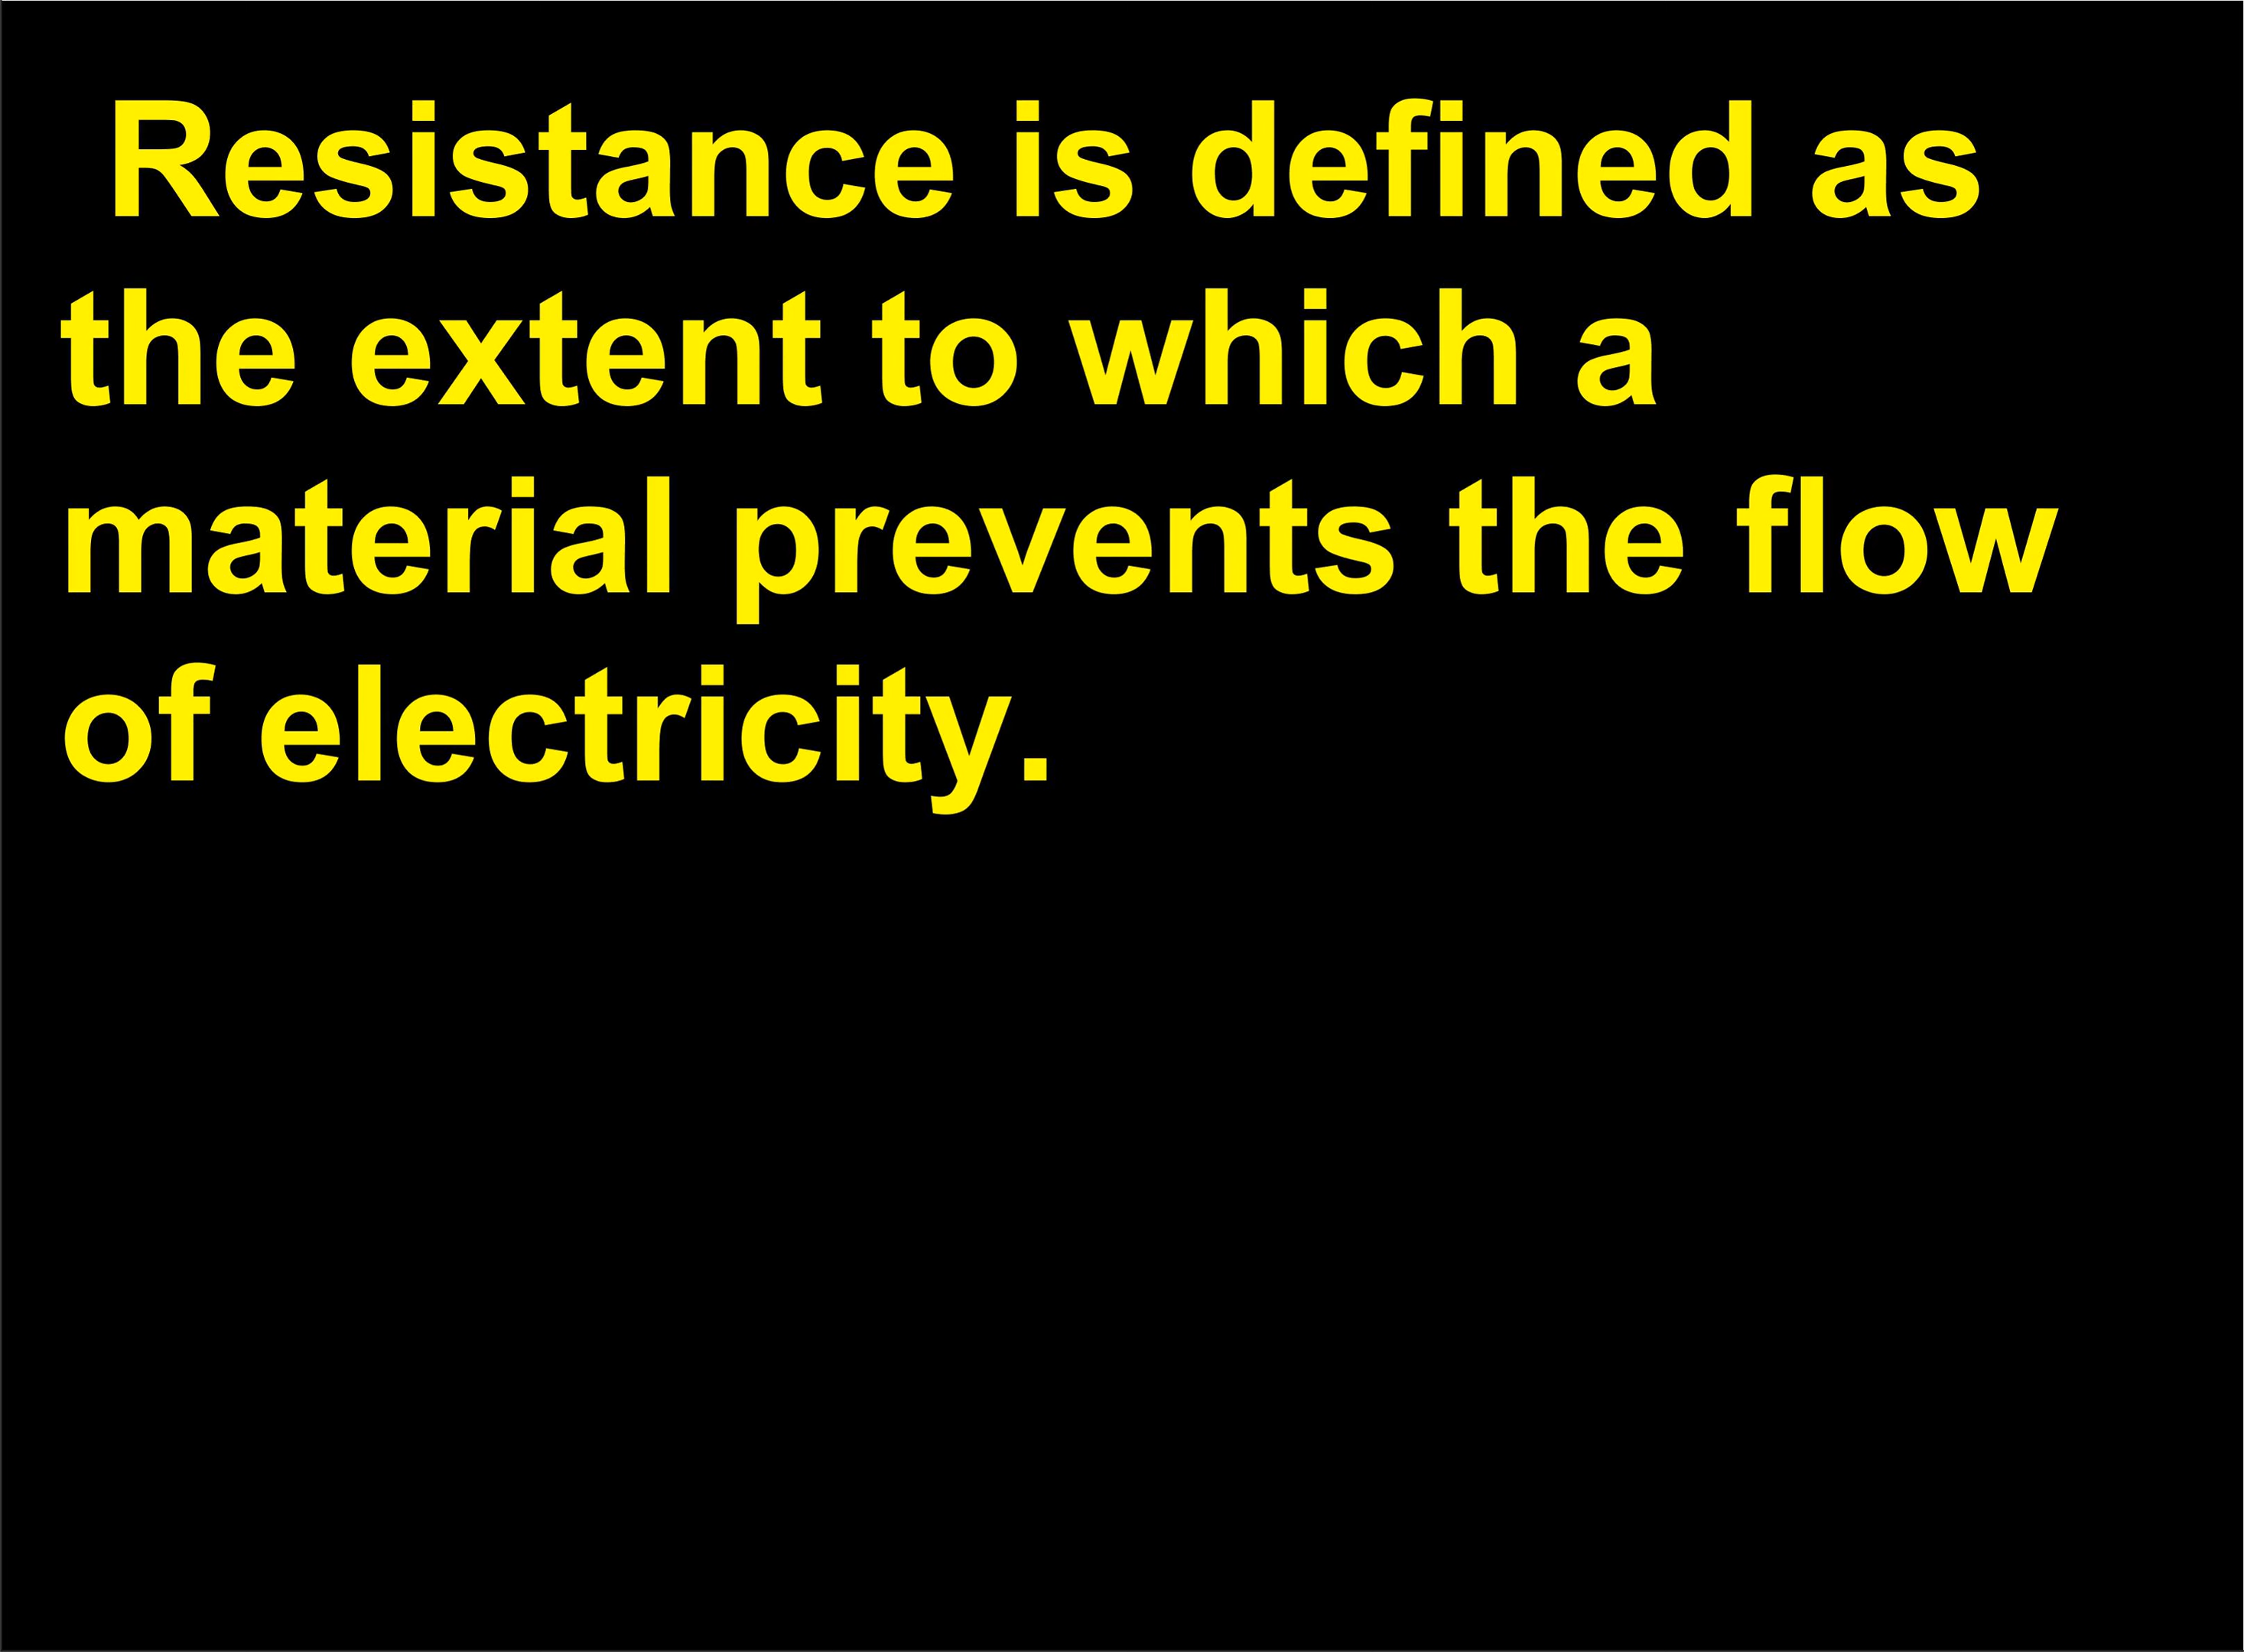 Resistance is defined as
the extent to which a
material prevents the flow
of electricity.